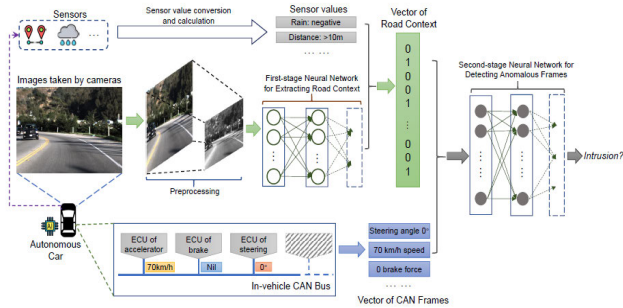 Sensors
... ...
Sensor value conversion
and calculation
Sensor values
Rain: negative
Distance: >10m
... ...
Vector of
Road Context
0
1
0
0
1
...
0
0
1
Images taken by cameras
Preprocessing
First-stage Neural Network
for Extracting Road Context
Second-stage Neural Network for
Detecting Anomalous Frames
Intrusion?
AI
Autonomous
Car
ECU of
accelerator
ECU of
brake
ECU of
steering
70km/h
Nil
0°
In-vehicle CAN Bus
Steering angle 0°
70 km/h speed
0 brake force
... ...
Vector of CAN Frames